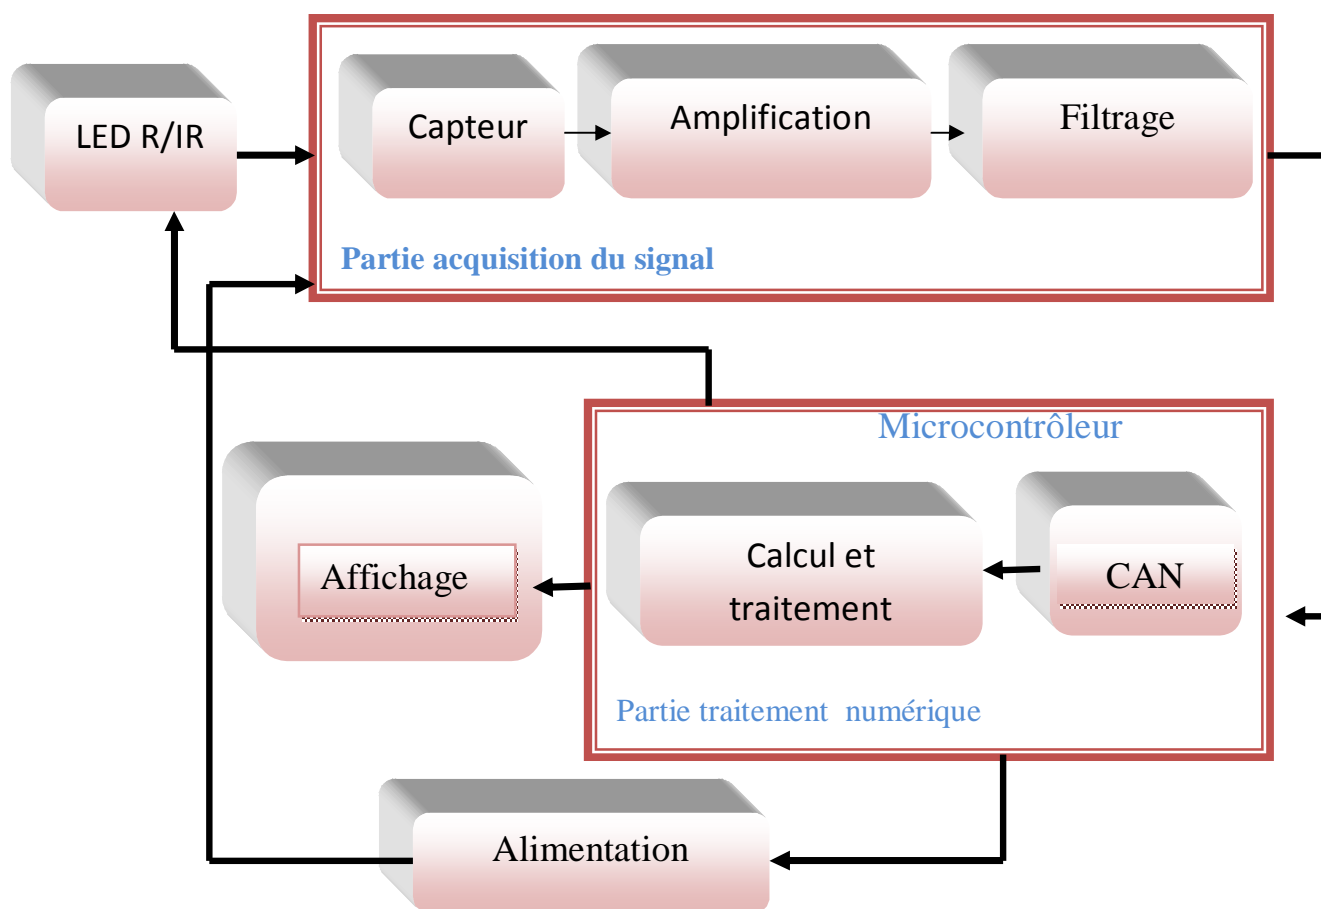 LED R/IR
Capteur
Amplification
Filtrage
Partie acquisition du signal
Microcontrôleur
Affichage
Calcul et
traitement
CAN
Partie traitement numérique
Alimentation